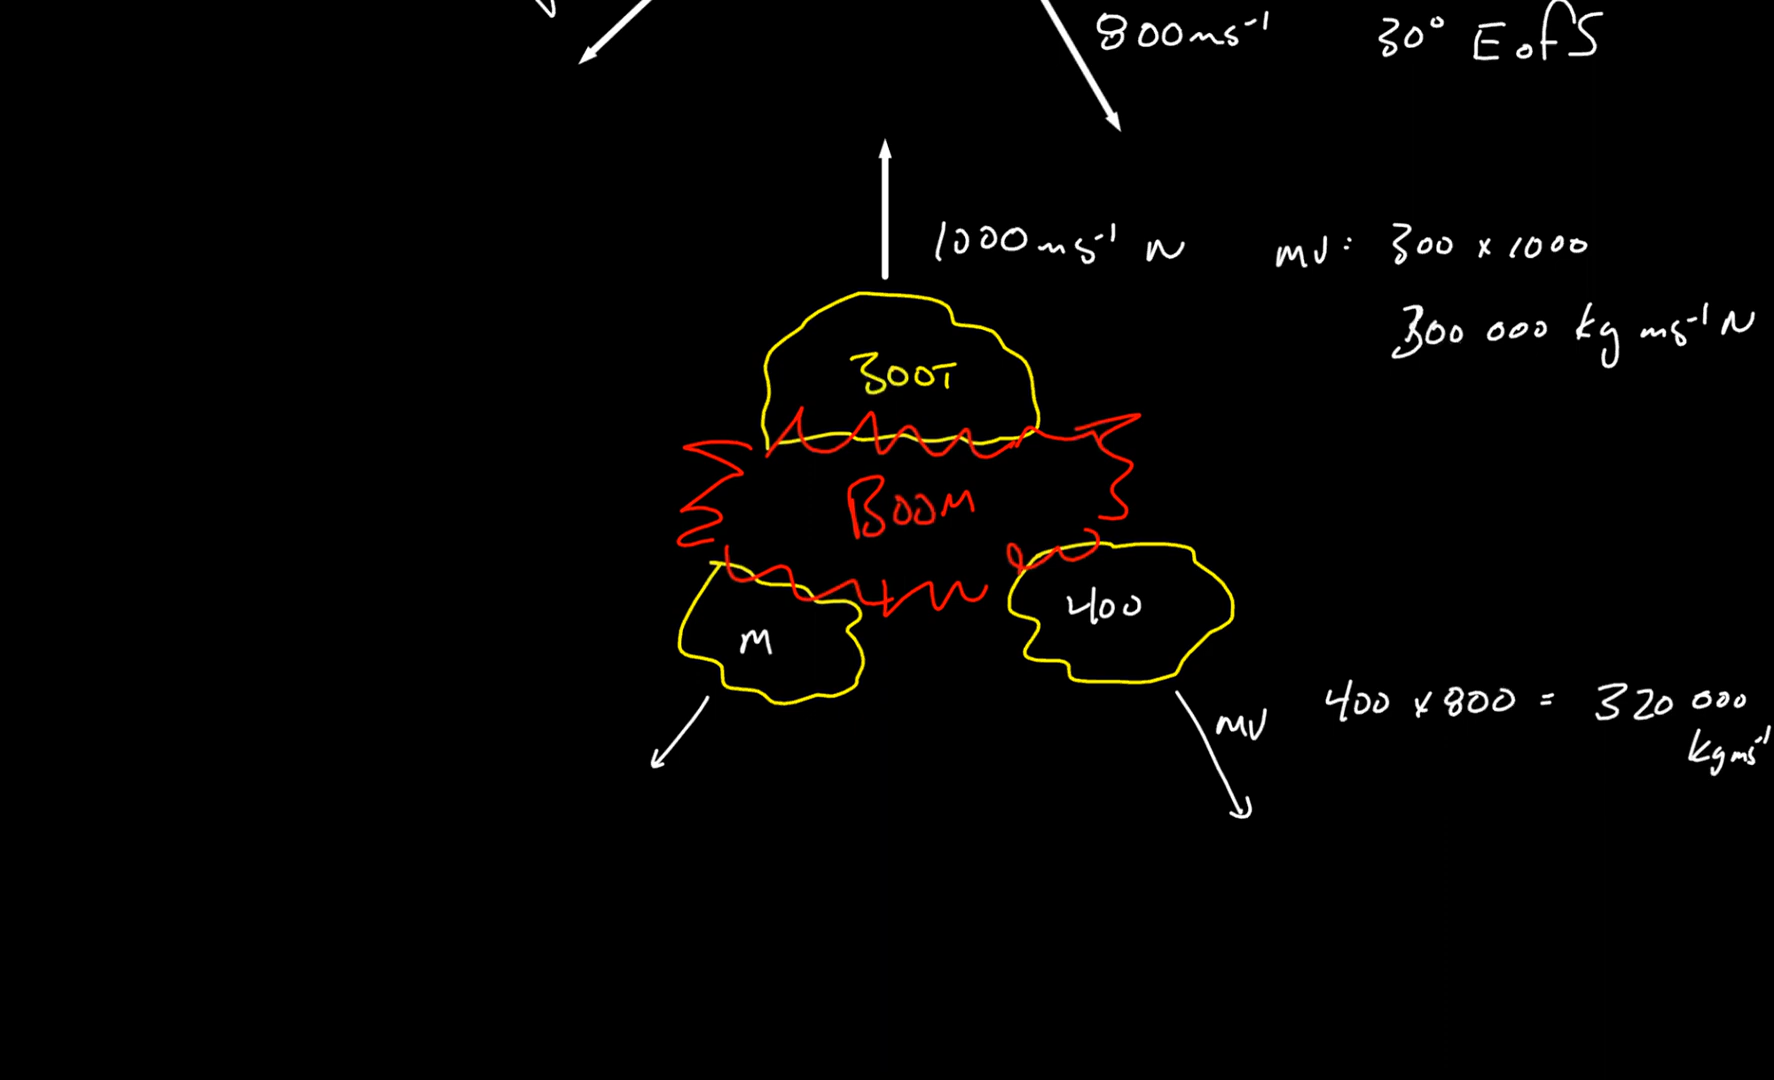 800ms⁻¹ 30° E of S
1000ms⁻¹ N mv: 300 x 1000
300 000 kg ms⁻¹ N
300T
BOOM
400
M
400 x 800 = 320 000
mv
kgms⁻¹